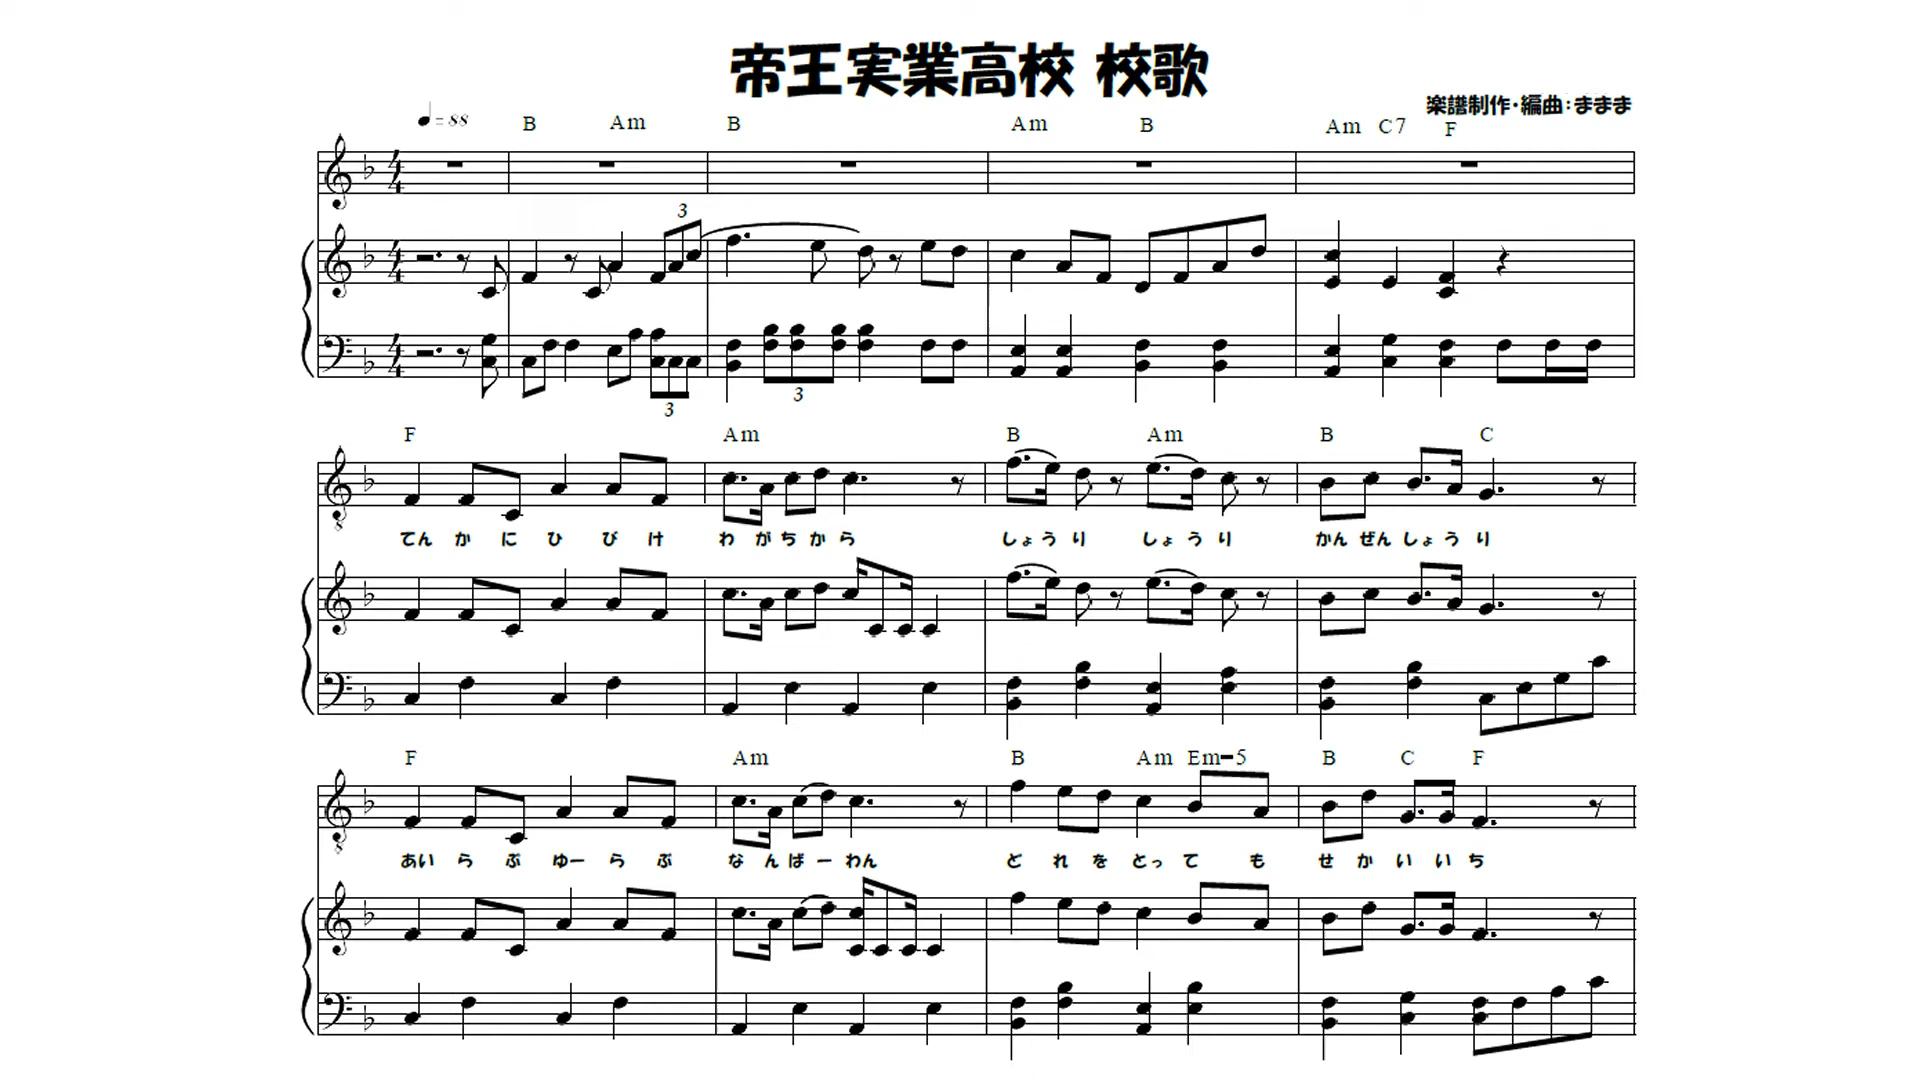 帝王実業高校 校歌
楽譜制作・編曲：ままま
♩= 88 B Am B Am B Am C7 F
3
3 3
F Am B Am B C
てん か に ひ び け わ がち から しょう り しょう り かん ぜん しょう り
F Am B Am Em-5 B C F
あい ら ぶ ゆー ら ぶ な んば ー わん ど れ を とっ て も せ か い い ち